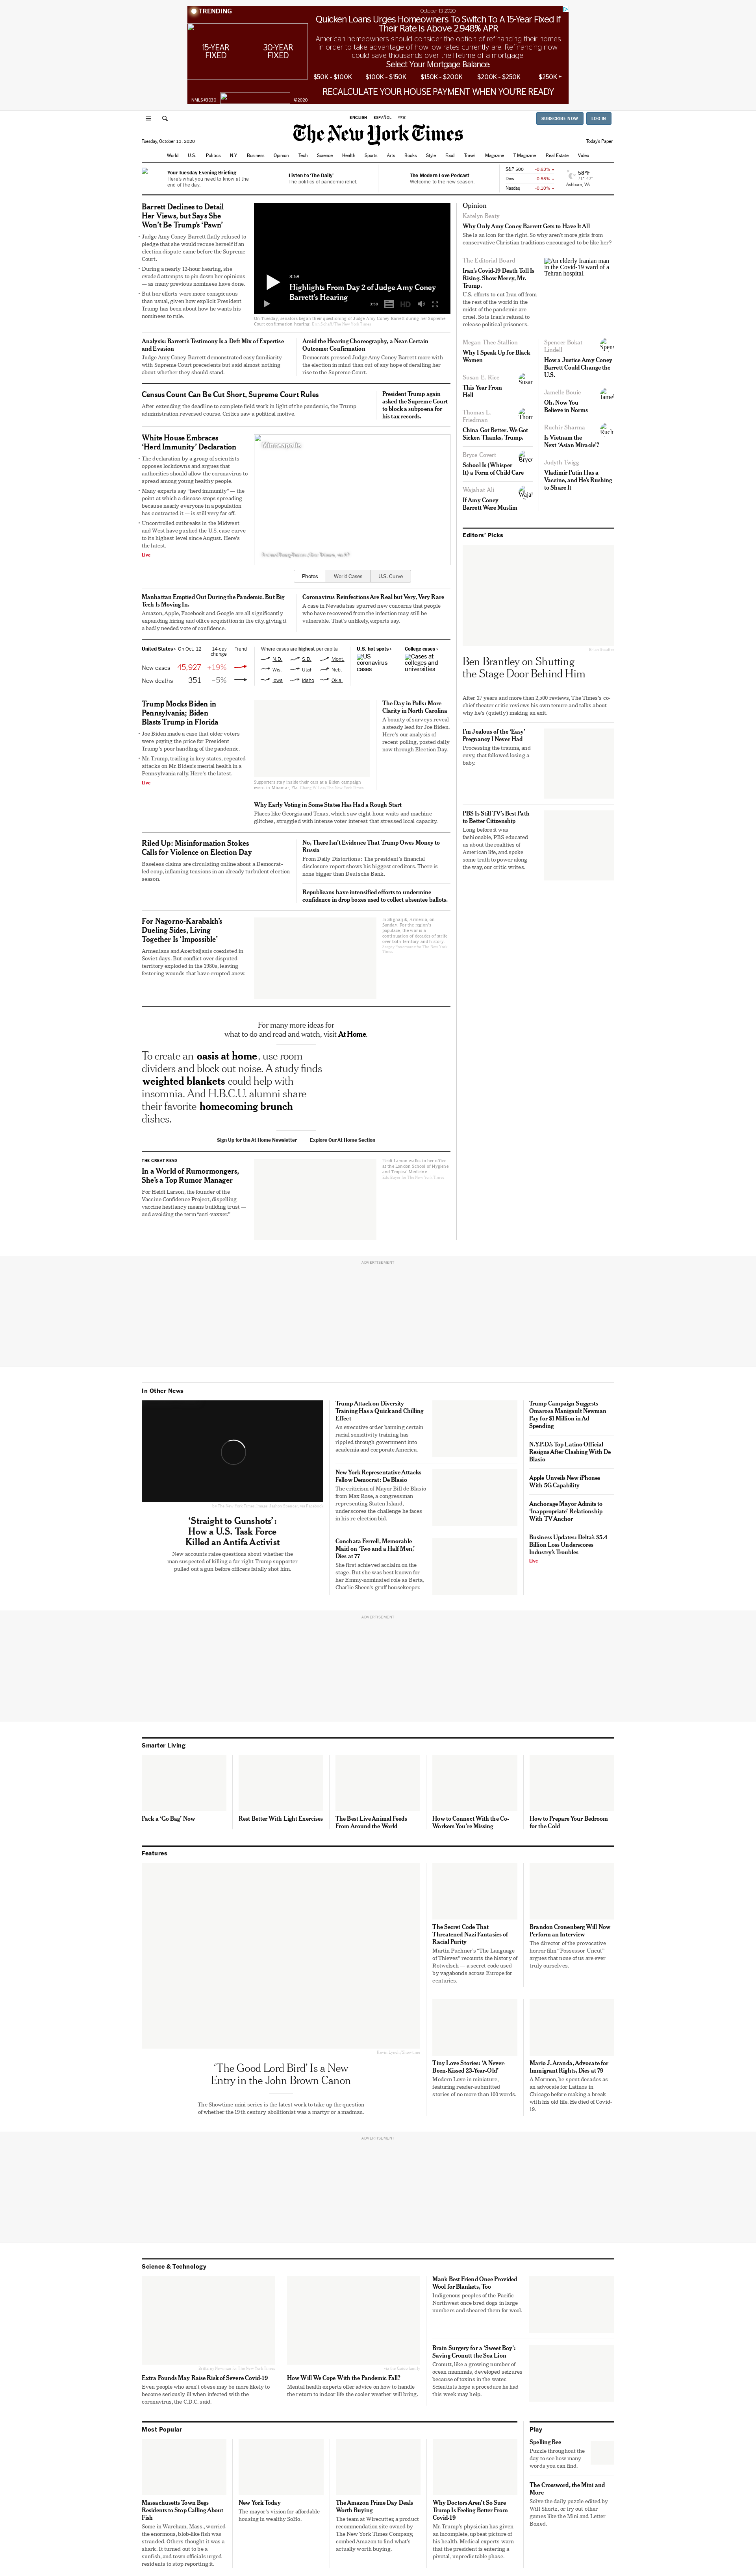 TRENDING
October 13, 2020
Quicken Loans Urges Homeowners To Switch To A 15-Year Fixed If Their Rate Is Above 2.948% APR
American homeowners should consider the option of refinancing their homes in order to take advantage of how low rates currently are. Refinancing now could save thousands over the lifetime of a mortgage.
Select Your Mortgage Balance:
15-YEAR FIXED
30-YEAR FIXED
$50K - $100K
$100K - $150K
$150K - $200K
$200K - $250K
$250K +
RECALCULATE YOUR HOUSE PAYMENT WHEN YOU'RE READY
NMLS #3030
©2020
ENGLISH
ESPAÑOL
中文
SUBSCRIBE NOW
LOG IN
The New York Times
Tuesday, October 13, 2020
Today's Paper
World
U.S.
Politics
N.Y.
Business
Opinion
Tech
Science
Health
Sports
Arts
Books
Style
Food
Travel
Magazine
T Magazine
Real Estate
Video
Your Tuesday Evening Briefing
Here's what you need to know at the end of the day.
Listen to 'The Daily'
The politics of pandemic relief.
The Modern Love Podcast
Welcome to the new season.
S&P 500 -0.63% ↓
Dow -0.55% ↓
Nasdaq -0.10% ↓
58°F
Ashburn, VA
Barrett Declines to Detail Her Views, but Says She Won't Be Trump's 'Pawn'
Judge Amy Coney Barrett flatly refused to pledge that she would recuse herself if an election dispute came before the Supreme Court.
During a nearly 12-hour hearing, she evaded attempts to pin down her opinions — as many previous nominees have done.
But her efforts were more conspicuous than usual, given how explicit President Trump has been about how he wants his nominees to rule.
3:58
Highlights From Day 2 of Judge Amy Coney Barrett's Hearing
On Tuesday, senators began their questioning of Judge Amy Coney Barrett during her Supreme Court confirmation hearing.
Analysis: Barrett's Testimony Is a Deft Mix of Expertise and Evasion
Judge Amy Coney Barrett demonstrated easy familiarity with Supreme Court precedents but said almost nothing about whether they should stand.
Amid the Hearing Choreography, a Near-Certain Outcome: Confirmation
Democrats pressed Judge Amy Coney Barrett more with the election in mind than out of any hope of derailing her rise to the Supreme Court.
Census Count Can Be Cut Short, Supreme Court Rules
After extending the deadline to complete field work in light of the pandemic, the Trump administration reversed course. Critics saw a political move.
President Trump again asked the Supreme Court to block a subpoena for his tax records.
White House Embraces 'Herd Immunity' Declaration
The declaration by a group of scientists opposes lockdowns and argues that authorities should allow the coronavirus to spread among young healthy people.
Many experts say "herd immunity" — the point at which a disease stops spreading because nearly everyone in a population has contracted it — is still very far off.
Uncontrolled outbreaks in the Midwest and West have pushed the U.S. case curve to its highest level since August. Here's the latest.
Live
Minneapolis
Photos
World Cases
U.S. Curve
Manhattan Emptied Out During the Pandemic. But Big Tech Is Moving In.
Amazon, Apple, Facebook and Google are all significantly expanding hiring and office acquisition in the city, giving it a badly needed vote of confidence.
Coronavirus Reinfections Are Real but Very, Very Rare
A case in Nevada has spurred new concerns that people who have recovered from the infection may still be vulnerable. That's unlikely, experts say.
United States › On Oct. 12
14-day change
Trend
New cases 45,927 +19%
New deaths 351 –5%
Where cases are highest per capita
N.D.
S.D.
Mont.
Wis.
Utah
Neb.
Iowa
Idaho
Okla.
U.S. hot spots ›
US coronavirus cases
College cases ›
Cases at colleges and universities
Trump Mocks Biden in Pennsylvania; Biden Blasts Trump in Florida
Joe Biden made a case that older voters were paying the price for President Trump's poor handling of the pandemic.
Mr. Trump, trailing in key states, repeated attacks on Mr. Biden's mental health in a Pennsylvania rally. Here's the latest.
Live
Supporters stay inside their cars at a Biden campaign event in Miramar, Fla.
The Day in Polls: More Clarity in North Carolina
A bounty of surveys reveal a steady lead for Joe Biden. Here's our analysis of recent polling, posted daily now through Election Day.
Why Early Voting in Some States Has Had a Rough Start
Places like Georgia and Texas, which saw eight-hour waits and machine glitches, struggled with intense voter interest that stressed local capacity.
Riled Up: Misinformation Stokes Calls for Violence on Election Day
Baseless claims are circulating online about a Democrat-led coup, inflaming tensions in an already turbulent election season.
No, There Isn't Evidence That Trump Owes Money to Russia
From Daily Distortions: The president's financial disclosure report shows his biggest creditors. There is none bigger than Deutsche Bank.
Republicans have intensified efforts to undermine confidence in drop boxes used to collect absentee ballots.
For Nagorno-Karabakh's Dueling Sides, Living Together Is 'Impossible'
Armenians and Azerbaijanis coexisted in Soviet days. But conflict over disputed territory exploded in the 1980s, leaving festering wounds that have erupted anew.
For many more ideas for what to do and read and watch, visit At Home.
To create an oasis at home, use room dividers and block out noise. A study finds weighted blankets could help with insomnia. And H.B.C.U. alumni share their favorite homecoming brunch dishes.
Sign Up for the At Home Newsletter
Explore Our At Home Section
THE GREAT READ
In a World of Rumormongers, She's a Top Rumor Manager
For Heidi Larson, the founder of the Vaccine Confidence Project, dispelling vaccine hesitancy means building trust — and avoiding the term "anti-vaxxer."
Heidi Larson walks to her office at the London School of Hygiene and Tropical Medicine.
Opinion
Katelyn Beaty
Why Only Amy Coney Barrett Gets to Have It All
She is an icon for the right. So why aren't more girls from conservative Christian traditions encouraged to be like her?
The Editorial Board
Iran's Covid-19 Death Toll Is Rising. Show Mercy, Mr. Trump.
U.S. efforts to cut Iran off from the rest of the world in the midst of the pandemic are cruel. So is Iran's refusal to release political prisoners.
An elderly Iranian man in the Covid-19 ward of a Tehran hospital.
Megan Thee Stallion
Why I Speak Up for Black Women
Susan E. Rice
This Year From Hell
Thomas L. Friedman
China Got Better. We Got Sicker. Thanks, Trump.
Bryce Covert
School Is (Whisper It) a Form of Child Care
Wajahat Ali
If Amy Coney Barrett Were Muslim
Spencer Bokat-Lindell
How a Justice Amy Coney Barrett Could Change the U.S.
Jamelle Bouie
Oh, Now You Believe in Norms
Ruchir Sharma
Is Vietnam the Next 'Asian Miracle'?
Judyth Twigg
Vladimir Putin Has a Vaccine, and He's Rushing to Share It
Editors' Picks
Ben Brantley on Shutting the Stage Door Behind Him
After 27 years and more than 2,500 reviews, The Times's co-chief theater critic reviews his own tenure and talks about why he's (quietly) making an exit.
I'm Jealous of the 'Easy' Pregnancy I Never Had
Processing the trauma, and envy, that followed losing a baby.
PBS Is Still TV's Best Path to Better Citizenship
Long before it was fashionable, PBS educated us about the realities of American life, and spoke some truth to power along the way, our critic writes.
ADVERTISEMENT
In Other News
'Straight to Gunshots': How a U.S. Task Force Killed an Antifa Activist
New accounts raise questions about whether the man suspected of killing a far-right Trump supporter pulled out a gun before officers fatally shot him.
Trump Attack on Diversity Training Has a Quick and Chilling Effect
An executive order banning certain racial sensitivity training has rippled through government into academia and corporate America.
New York Representative Attacks Fellow Democrat: De Blasio
The criticism of Mayor Bill de Blasio from Max Rose, a congressman representing Staten Island, underscores the challenge he faces in his re-election bid.
Conchata Ferrell, Memorable Maid on 'Two and a Half Men,' Dies at 77
She first achieved acclaim on the stage. But she was best known for her Emmy-nominated role as Berta, Charlie Sheen's gruff housekeeper.
Trump Campaign Suggests Omarosa Manigault Newman Pay for $1 Million in Ad Spending
N.Y.P.D.'s Top Latino Official Resigns After Clashing With De Blasio
Apple Unveils New iPhones With 5G Capability
Anchorage Mayor Admits to 'Inappropriate' Relationship With TV Anchor
Business Updates: Delta's $5.4 Billion Loss Underscores Industry's Troubles
Live
ADVERTISEMENT
Smarter Living
Pack a 'Go Bag' Now
Rest Better With Light Exercises
The Best Live Animal Feeds From Around the World
How to Connect With the Co-Workers You're Missing
How to Prepare Your Bedroom for the Cold
Features
'The Good Lord Bird' Is a New Entry in the John Brown Canon
The Showtime mini-series is the latest work to take up the question of whether the 19th century abolitionist was a martyr or a madman.
The Secret Code That Threatened Nazi Fantasies of Racial Purity
Martin Puchner's "The Language of Thieves" recounts the history of Rotwelsch — a secret code used by vagabonds across Europe for centuries.
Brandon Cronenberg Will Now Perform an Interview
The director of the provocative horror film "Possessor Uncut" argues that none of us are ever truly ourselves.
Tiny Love Stories: 'A Never-Been-Kissed 23-Year-Old'
Modern Love in miniature, featuring reader-submitted stories of no more than 100 words.
Mario J. Aranda, Advocate for Immigrant Rights, Dies at 79
A Mormon, he spent decades as an advocate for Latinos in Chicago before making a break with his old life. He died of Covid-19.
ADVERTISEMENT
Science & Technology
Extra Pounds May Raise Risk of Severe Covid-19
Even people who aren't obese may be more likely to become seriously ill when infected with the coronavirus, the C.D.C. said.
How Will We Cope With the Pandemic Fall?
Mental health experts offer advice on how to handle the return to indoor life the cooler weather will bring.
Man's Best Friend Once Provided Wool for Blankets, Too
Indigenous peoples of the Pacific Northwest once bred dogs in large numbers and sheared them for wool.
Brain Surgery for a 'Sweet Boy': Saving Cronutt the Sea Lion
Cronutt, like a growing number of ocean mammals, developed seizures because of toxins in the water. Scientists hope a procedure he had this week may help.
Most Popular
Massachusetts Town Begs Residents to Stop Calling About Fish
Some in Wareham, Mass., worried the enormous, blob-like fish was stranded. Others thought it was a shark. It turned out to be a sunfish, and town officials urged residents to stop reporting it.
New York Today
The mayor's vision for affordable housing in wealthy SoHo.
The Amazon Prime Day Deals Worth Buying
The team at Wirecutter, a product recommendation site owned by The New York Times Company, combed Amazon to find what's actually worth buying.
Why Doctors Aren't So Sure Trump Is Feeling Better From Covid-19
Mr. Trump's physician has given an incomplete, upbeat picture of his health. Medical experts warn that the president is entering a pivotal, unpredictable phase.
Play
Spelling Bee
Puzzle throughout the day to see how many words you can find.
The Crossword, the Mini and More
Solve the daily puzzle edited by Will Shortz, or try out other games like the Mini and Letter Boxed.